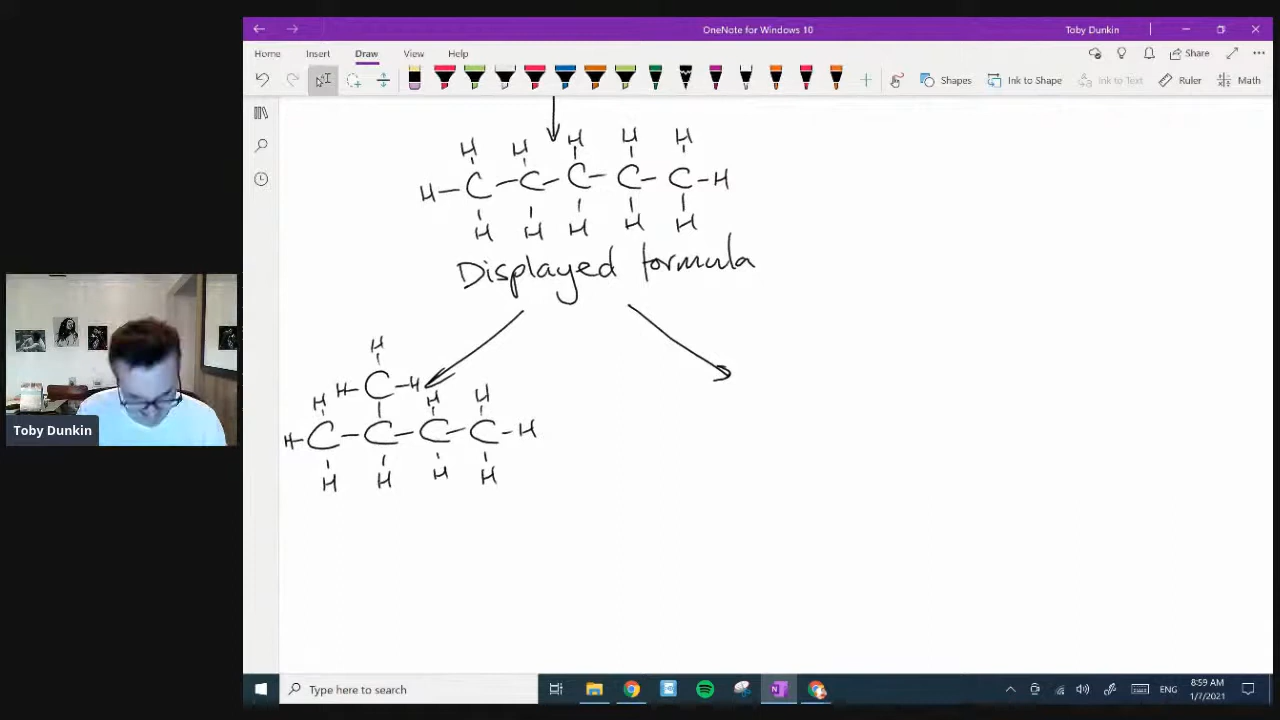 OneNote for Windows 10
Toby Dunkin
Home Insert Draw View Help
Share
Shapes Ink to Shape Ink to Text Ruler Math
H H H H H
H-C-C-C-C-C-H
H H H H H
Displayed formula
H
H-C-H
H H H
H-C-C-C-C-H
H H H H
Toby Dunkin
Type here to search
ENG
8:59 AM
1/7/2021